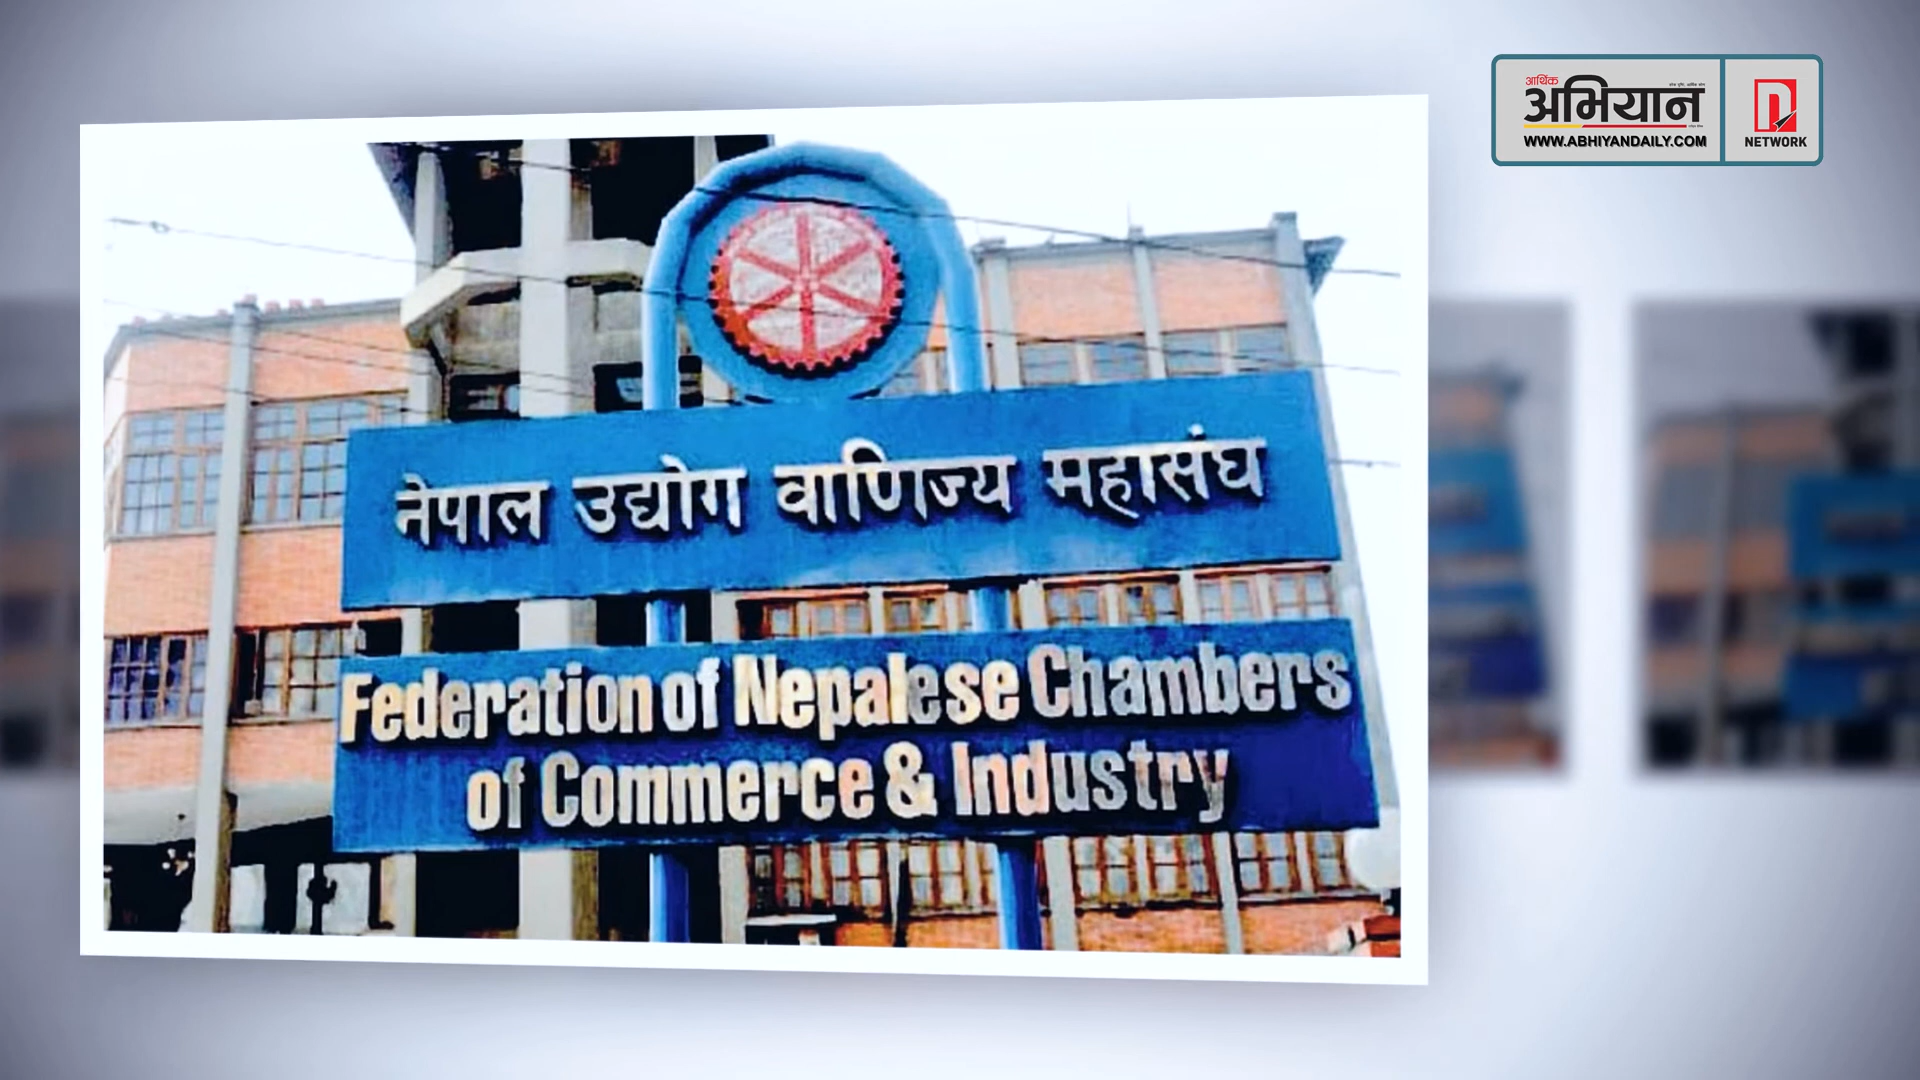 आर्थिक
अभियान
WWW.ABHIYANDAILY.COM
NETWORK
नेपाल उद्योग वाणिज्य महासंघ
Federation of Nepalese Chambers
of Commerce & Industry